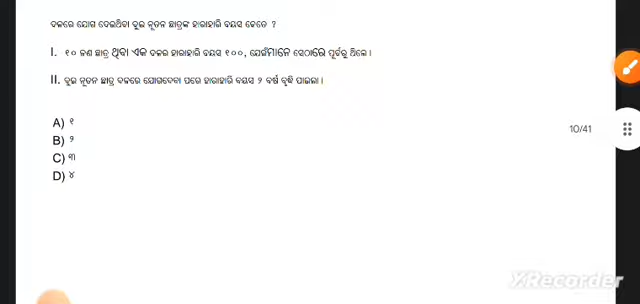 ଦଳରେ ଯୋଗ ଦେଇଥିବା ଦୁଇ ନୂତନ ଛାତ୍ରଙ୍କ ହାରାହାରି ବୟସ କେତେ ?
I. ୧୦ ଜଣ ଛାତ୍ର ଥିବା ଏକ ଦଳର ହାରାହାରି ବୟସ ୧୦୦, ଯେଉଁମାନେ ସେଠାରେ ପୂର୍ବରୁ ଥିଲେ ।
II. ଦୁଇ ନୂତନ ଛାତ୍ର ଦଳରେ ଯୋଗଦେବା ପରେ ହାରାହାରି ବୟସ ୨ ବର୍ଷ ବୃଦ୍ଧି ପାଇଲା ।
A) ୧
10/41
B) ୨
C) ୩
D) ୪
XRecorder